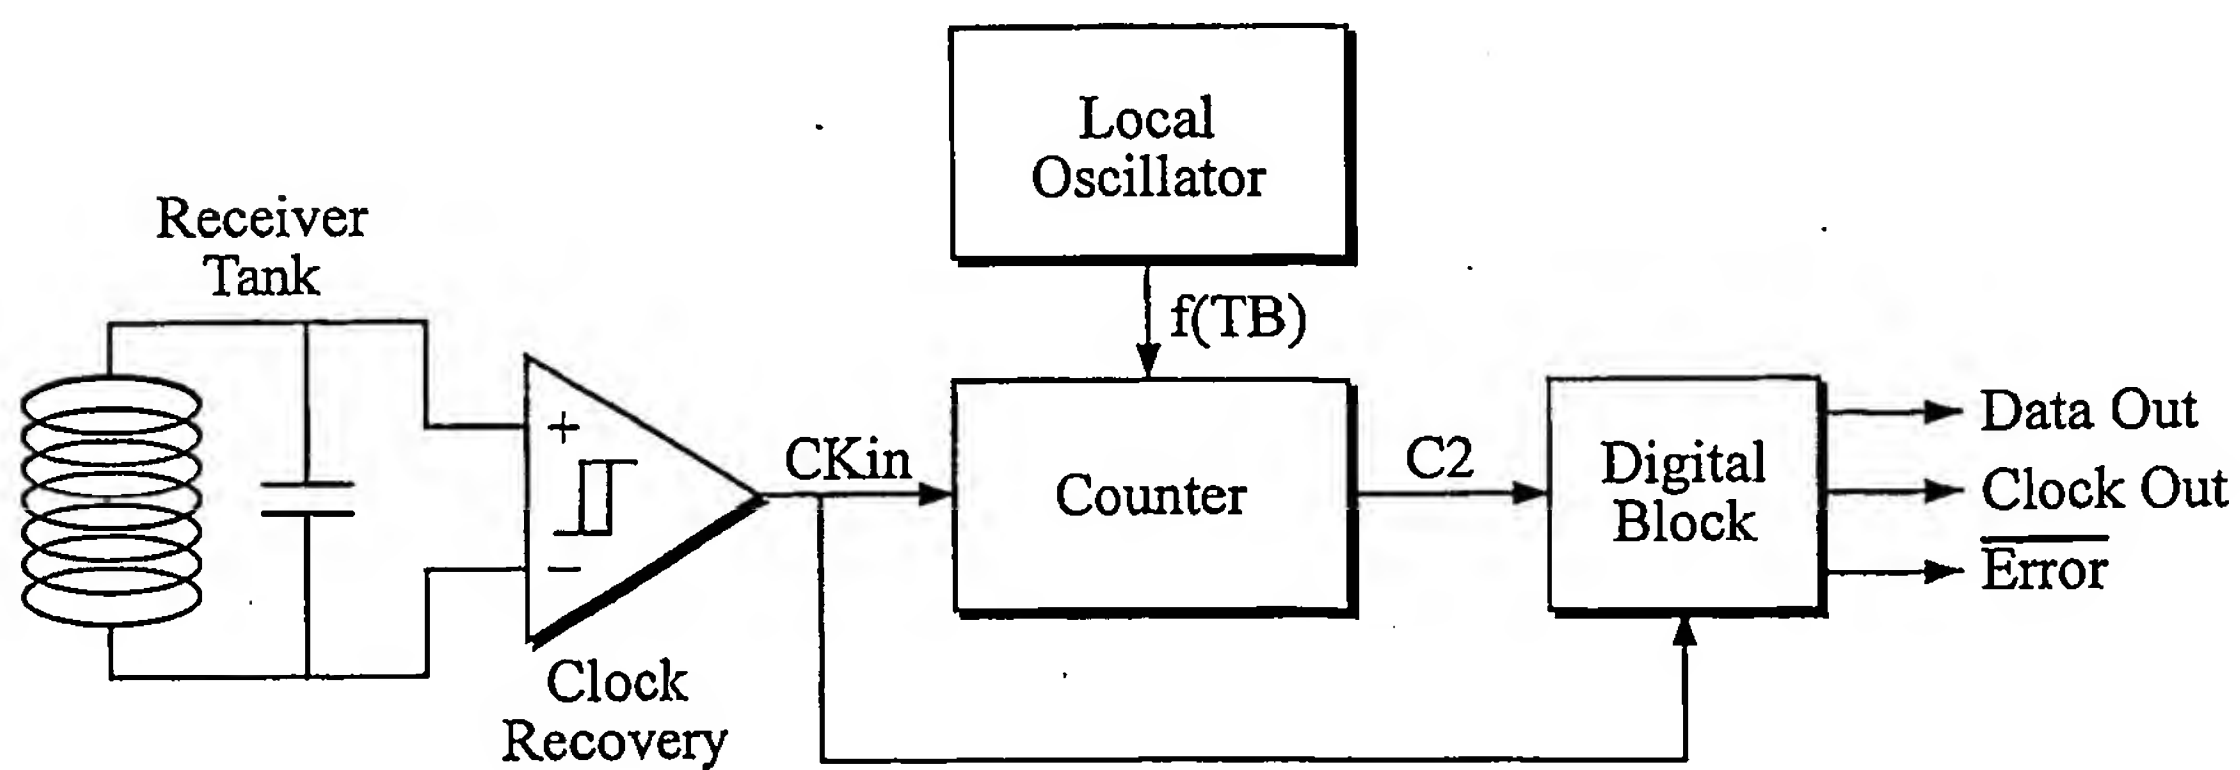 Local
Oscillator
Receiver
Tank
f(TB)
+
−
CKin
Counter
C2
Digital
Block
Data Out
Clock Out
Error
Clock
Recovery